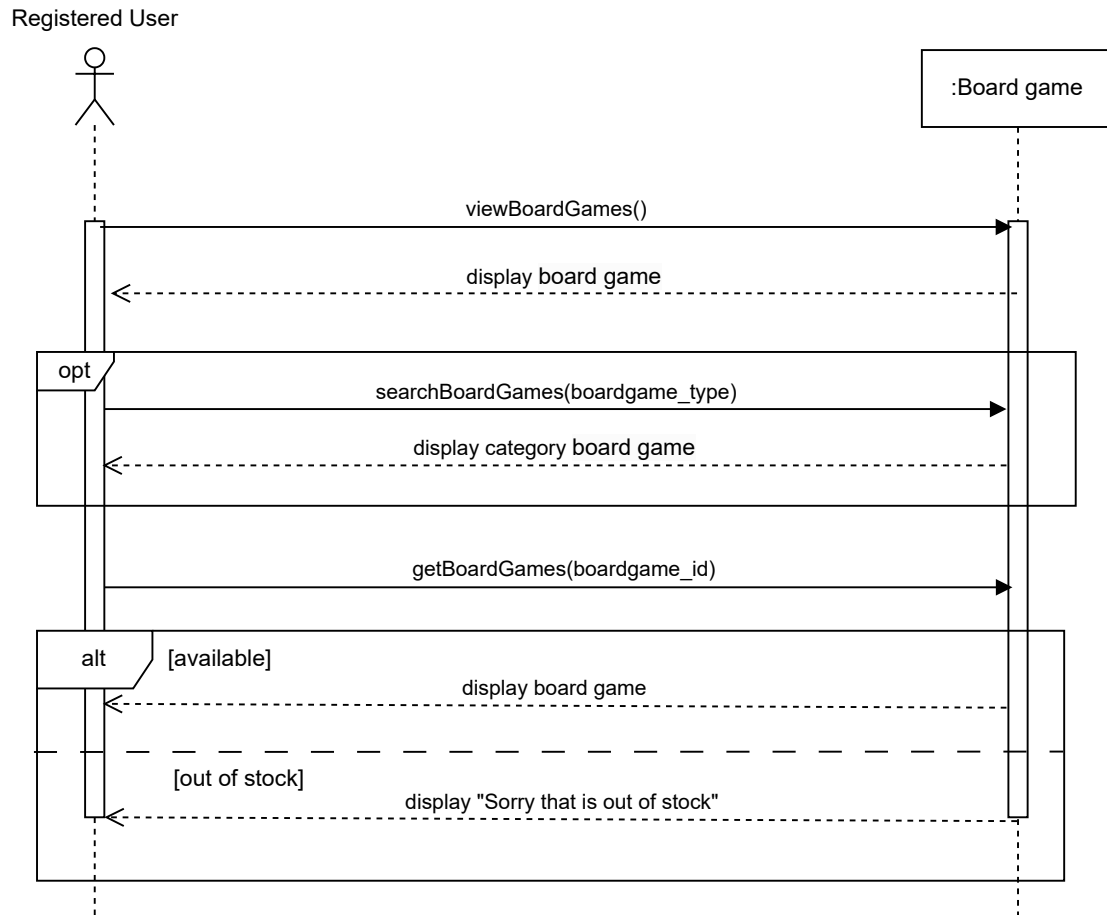 Registered User
:Board game
viewBoardGames()
display board game
opt
searchBoardGames(boardgame_type)
display category board game
getBoardGames(boardgame_id)
alt
[available]
display board game
[out of stock]
display "Sorry that is out of stock"